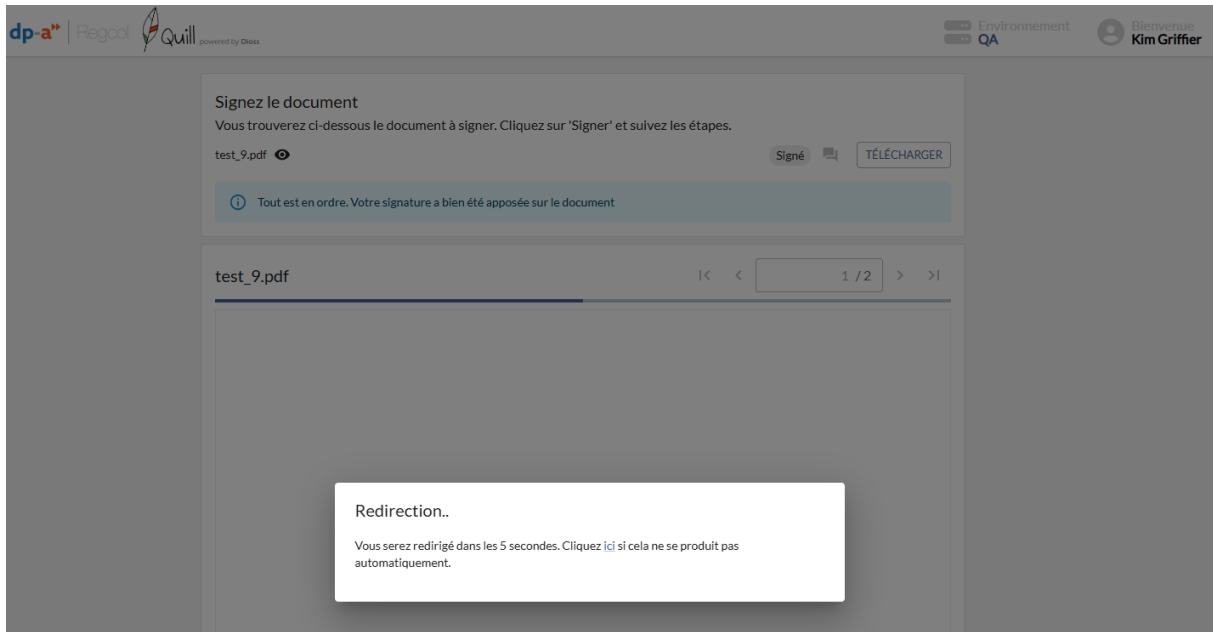 dp-a | Regcol Quill powered by Dioss
Environnement
QA
Bienvenue
Kim Griffier
Signez le document
Vous trouverez ci-dessous le document à signer. Cliquez sur 'Signer' et suivez les étapes.
test_9.pdf Signé TÉLÉCHARGER
Tout est en ordre. Votre signature a bien été apposée sur le document
test_9.pdf 1 / 2
Redirection..
Vous serez redirigé dans les 5 secondes. Cliquez ici si cela ne se produit pas
automatiquement.